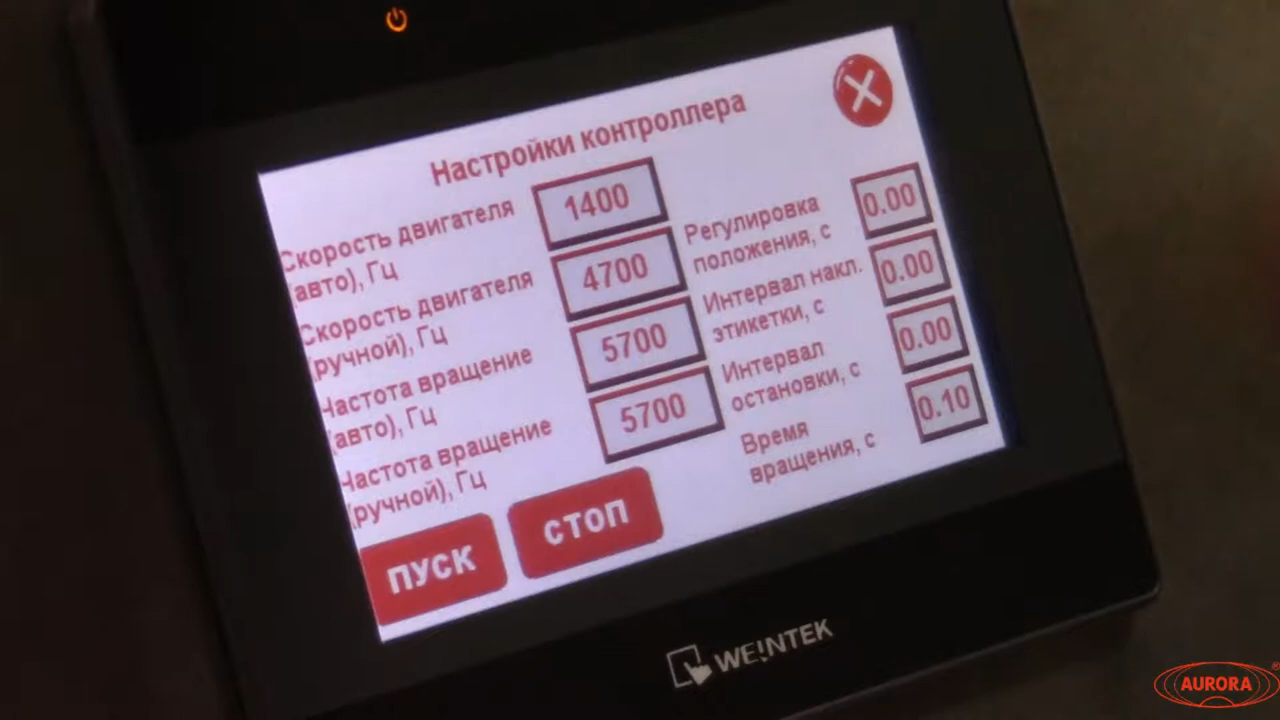 Настройки контроллера
Скорость двигателя
(авто), Гц
1400
Скорость двигателя
(ручной), Гц
4700
Частота вращение
(авто), Гц
5700
Частота вращение
(ручной), Гц
5700
Регулировка
положения, с
0.00
Интервал накл.
этикетки, с
0.00
Интервал
остановки, с
0.00
Время
вращения, с
0.10
ПУСК
СТОП
WEINTEK
AURORA